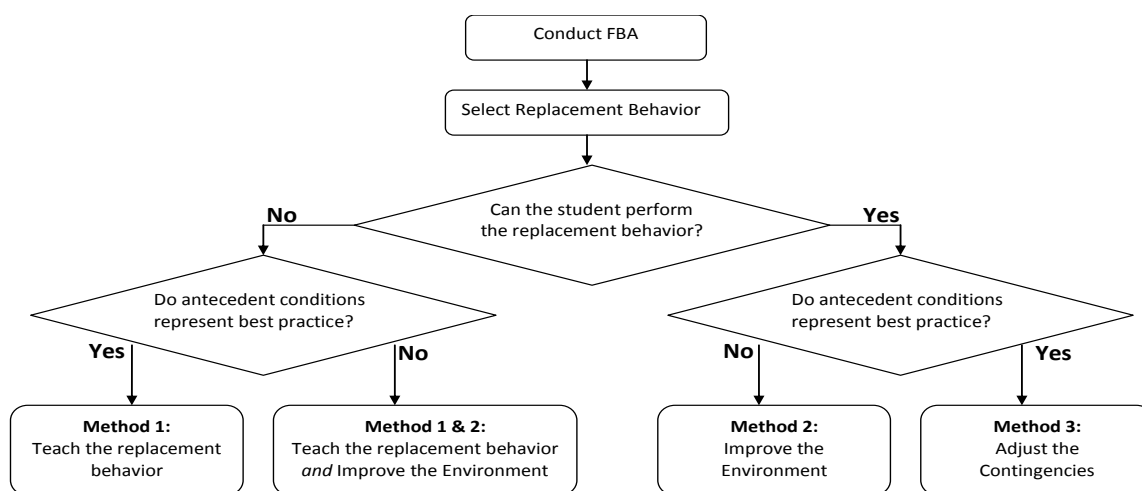 Conduct FBA
Select Replacement Behavior
Can the student perform
the replacement behavior?
No
Yes
Do antecedent conditions
represent best practice?
Do antecedent conditions
represent best practice?
Yes
No
No
Yes
Method 1:
Teach the replacement
behavior
Method 1 & 2:
Teach the replacement behavior
and Improve the Environment
Method 2:
Improve the
Environment
Method 3:
Adjust the
Contingencies